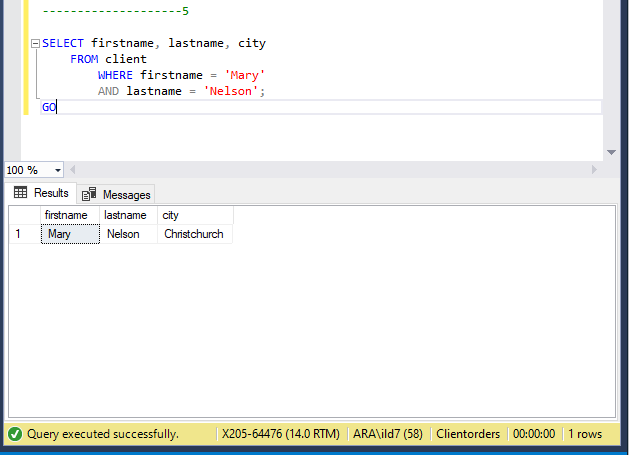 --------------------5
SELECT firstname, lastname, city
FROM client
WHERE firstname = 'Mary'
AND lastname = 'Nelson';
GO
100 %
Results Messages
firstname lastname city
1 Mary Nelson Christchurch
Query executed successfully. X205-64476 (14.0 RTM) ARA\ild7 (58) Clientorders 00:00:00 1 rows